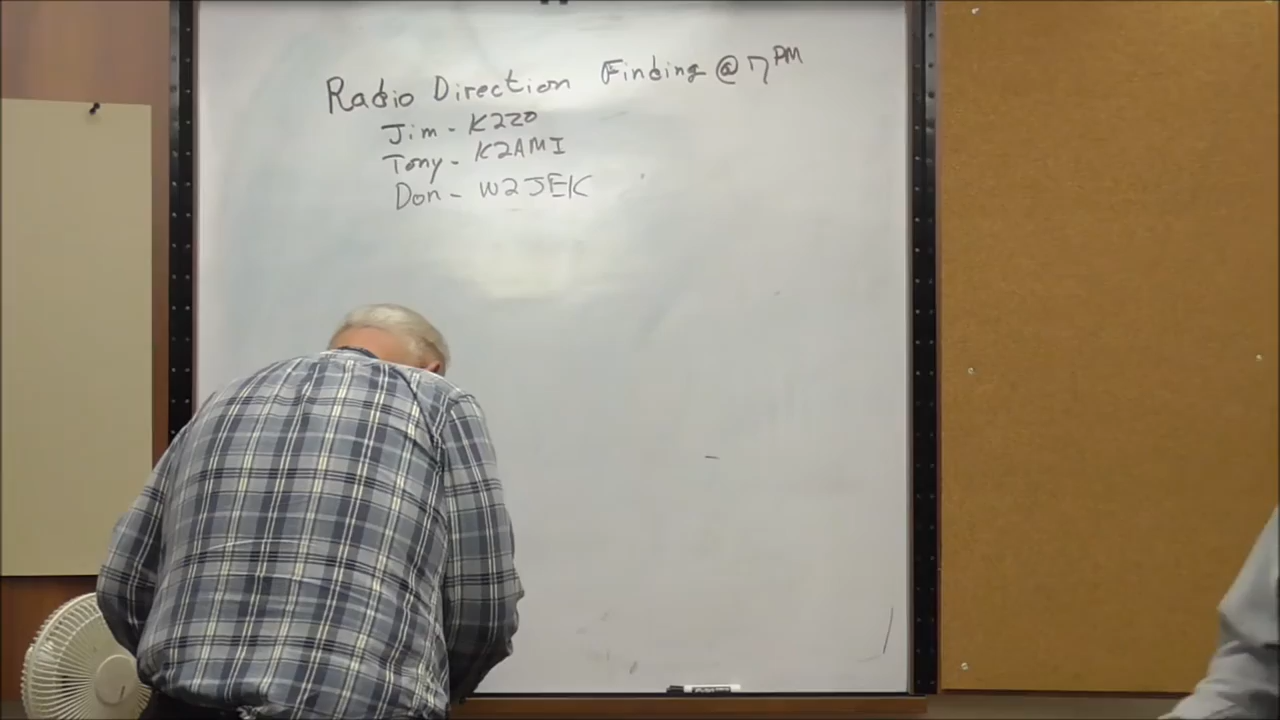 Radio Direction Finding @ 7PM
Jim - K2ZO
Tony - K2AMI
Don - W2JEK